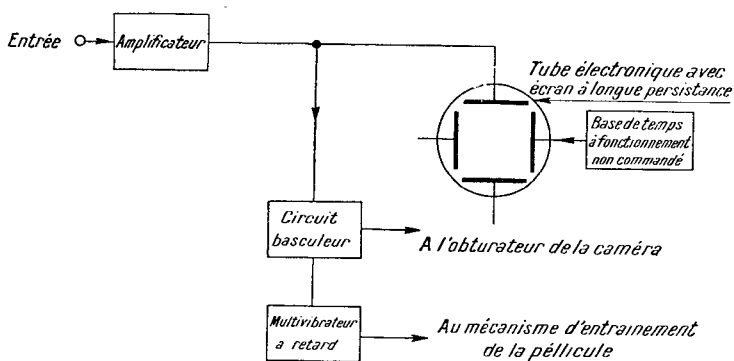 Entrée
Amplificateur
Tube électronique avec
écran à longue persistance
Base de temps
à fonctionnement
non commandé
Circuit
basculeur
A l'obturateur de la caméra
Multivibrateur
a retard
Au mécanisme d'entrainement
de la péllicule